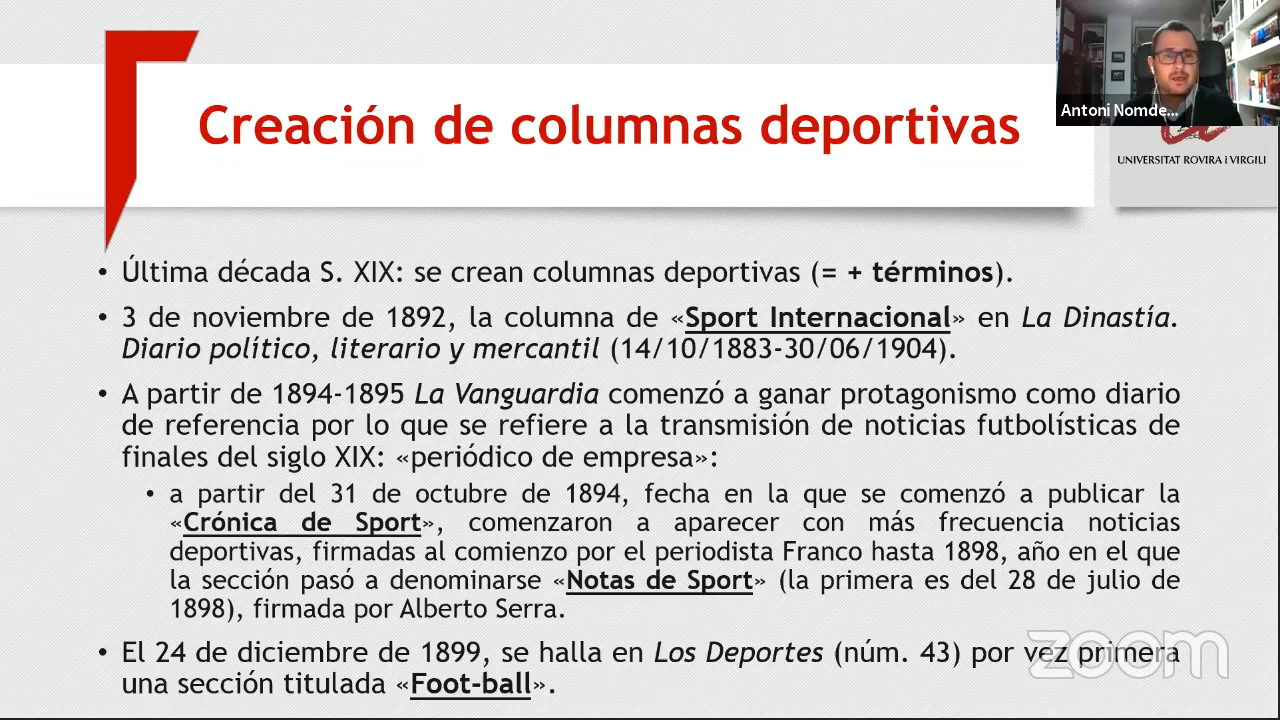 Antoni Nomde...
UNIVERSITAT ROVIRA i VIRGILI
Creación de columnas deportivas
• Última década S. XIX: se crean columnas deportivas (= + términos).
• 3 de noviembre de 1892, la columna de «Sport Internacional» en La Dinastía.
Diario político, literario y mercantil (14/10/1883-30/06/1904).
• A partir de 1894-1895 La Vanguardia comenzó a ganar protagonismo como diario
de referencia por lo que se refiere a la transmisión de noticias futbolísticas de
finales del siglo XIX: «periódico de empresa»:
• a partir del 31 de octubre de 1894, fecha en la que se comenzó a publicar la
«Crónica de Sport», comenzaron a aparecer con más frecuencia noticias
deportivas, firmadas al comienzo por el periodista Franco hasta 1898, año en el que
la sección pasó a denominarse «Notas de Sport» (la primera es del 28 de julio de
1898), firmada por Alberto Serra.
• El 24 de diciembre de 1899, se halla en Los Deportes (núm. 43) por vez primera
una sección titulada «Foot-ball».
zoom